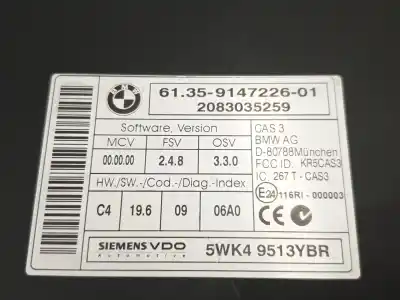 BMW
61.35-9147226-01
2083035259
Software, Version
MCV FSV OSV
00.00.00 2.4.8 3.3.0
HW./SW.-/Cod.-/Diag.-Index
C4 19.6 09 06A0
CAS 3
BMW AG
D-80788München
FCC ID. KR5CAS3
IC. 267 T - CAS3
E24 116RI - 000003
CE
SIEMENS VDO
Automotive
5WK4 9513YBR